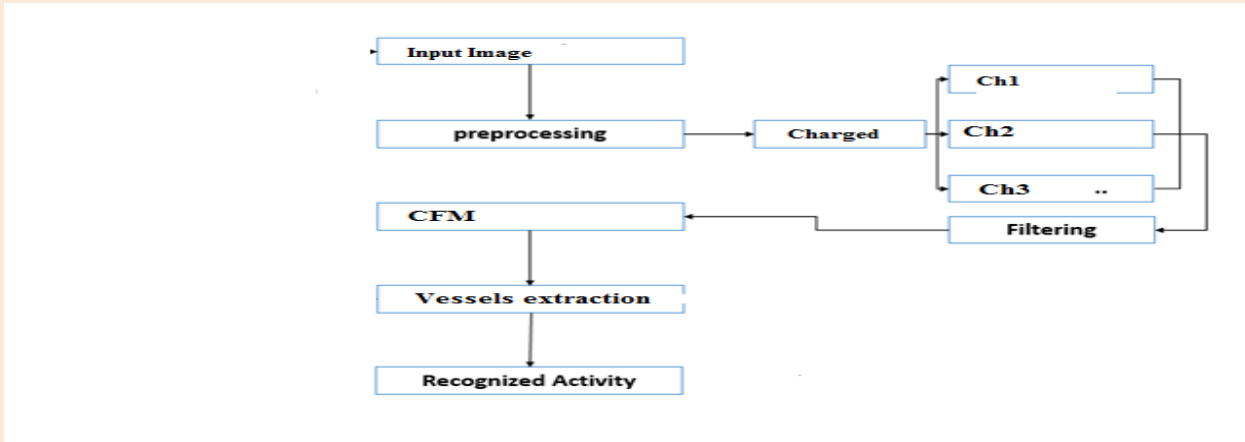 Input Image
preprocessing
Charged
Ch1
Ch2
Ch3 ..
Filtering
CFM
Vessels extraction
Recognized Activity